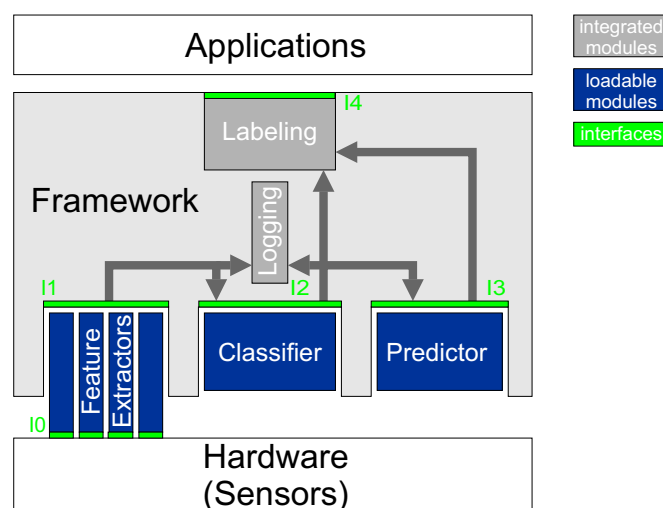 Applications
integrated
modules
loadable
modules
interfaces
I4
Labeling
Framework
Logging
I1
I2
I3
Feature
Extractors
Classifier
Predictor
I0
Hardware
(Sensors)